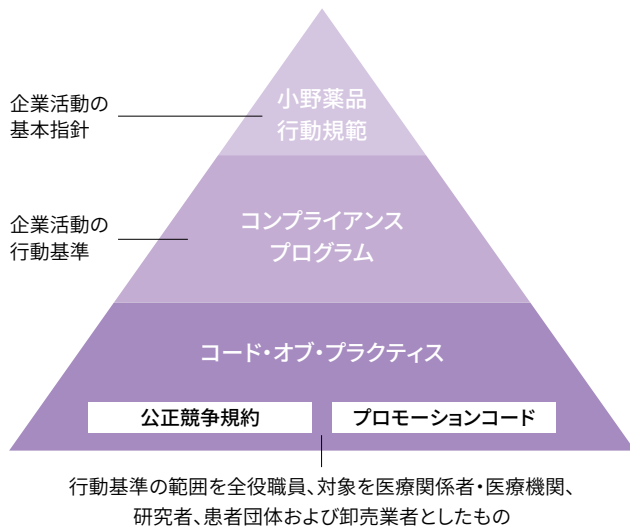 企業活動の
基本指針
小野薬品
行動規範
企業活動の
行動基準
コンプライアンス
プログラム
コード・オブ・プラクティス
公正競争規約
プロモーションコード
行動基準の範囲を全役職員、対象を医療関係者・医療機関、
研究者、患者団体および卸売業者としたもの